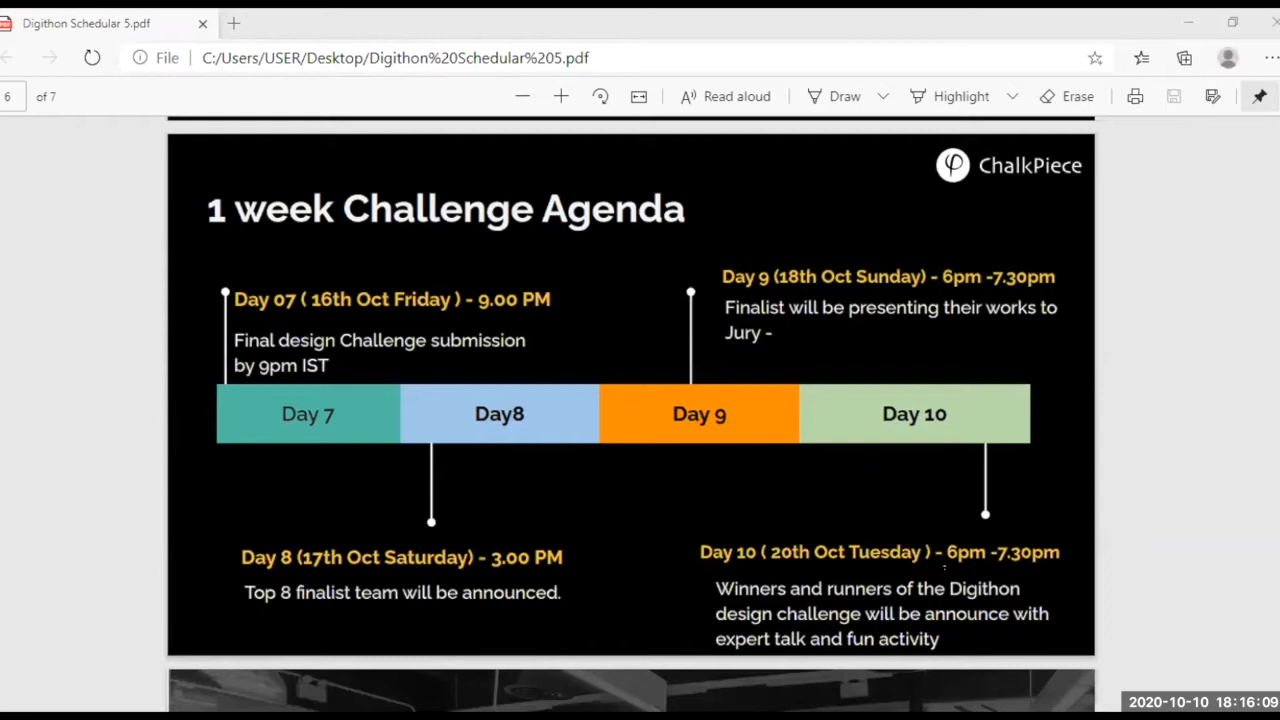 Digithon Schedular 5.pdf
File C:/Users/USER/Desktop/Digithon%20Schedular%205.pdf
6 of 7
Read aloud
Draw
Highlight
Erase
ChalkPiece
1 week Challenge Agenda
Day 07 ( 16th Oct Friday ) - 9.00 PM
Final design Challenge submission
by 9pm IST
Day 9 (18th Oct Sunday) - 6pm -7.30pm
Finalist will be presenting their works to
Jury -
Day 7
Day8
Day 9
Day 10
Day 8 (17th Oct Saturday) - 3.00 PM
Top 8 finalist team will be announced.
Day 10 ( 20th Oct Tuesday ) - 6pm -7.30pm
Winners and runners of the Digithon
design challenge will be announce with
expert talk and fun activity
2020-10-10 18:16:09